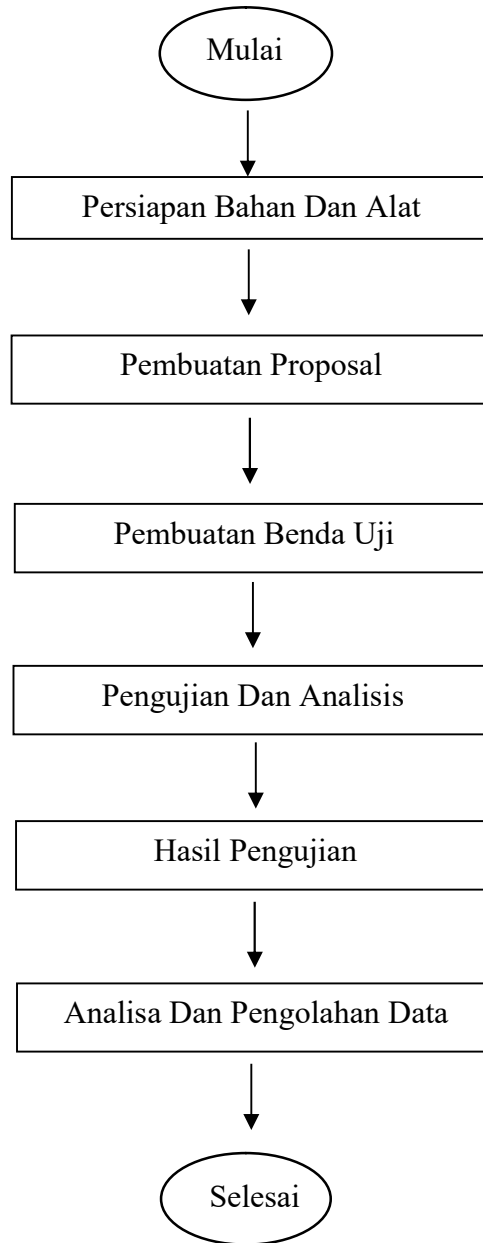 Mulai
Persiapan Bahan Dan Alat
Pembuatan Proposal
Pembuatan Benda Uji
Pengujian Dan Analisis
Hasil Pengujian
Analisa Dan Pengolahan Data
Selesai